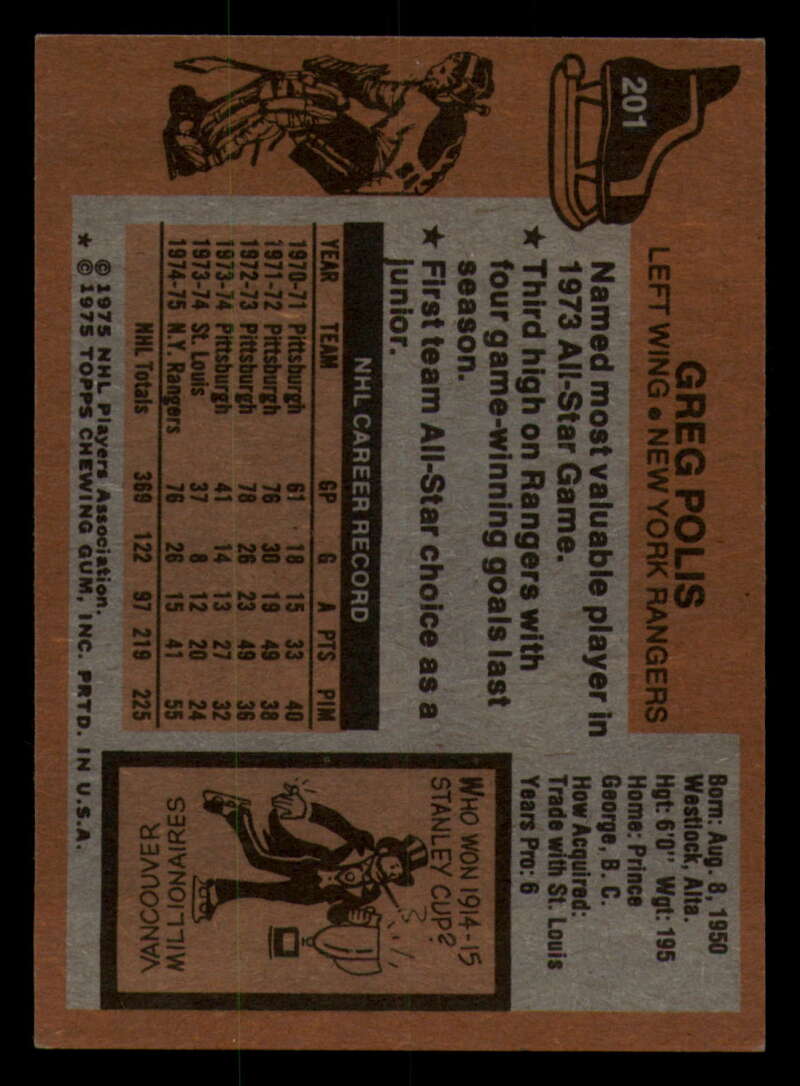 201
GREG POLIS
LEFT WING • NEW YORK RANGERS
Named most valuable player in
1973 All-Star Game.
★ Third high on Rangers with
four game-winning goals last
season.
★ First team All-Star choice as a
junior.
Born: Aug. 8, 1950
Westlock, Alta.
Hgt: 6'0" Wgt: 195
Home: Prince
George, B. C.
How Acquired:
Trade with St. Louis
Years Pro: 6
NHL CAREER RECORD
YEAR TEAM GP G A PTS PIM
1970-71 Pittsburgh 61 18 15 33 40
1971-72 Pittsburgh 76 30 19 49 38
1972-73 Pittsburgh 78 26 23 49 36
1973-74 Pittsburgh 41 14 13 27 32
1973-74 St. Louis 37 8 12 20 24
1974-75 N.Y. Rangers 76 26 15 41 55
NHL Totals 369 122 97 219 225
WHO WON 1914-15
STANLEY CUP?
?
VANCOUVER
MILLIONAIRES
© 1975 NHL Players Association.
★ © 1975 TOPPS CHEWING GUM, INC. PRTD. IN U.S.A.